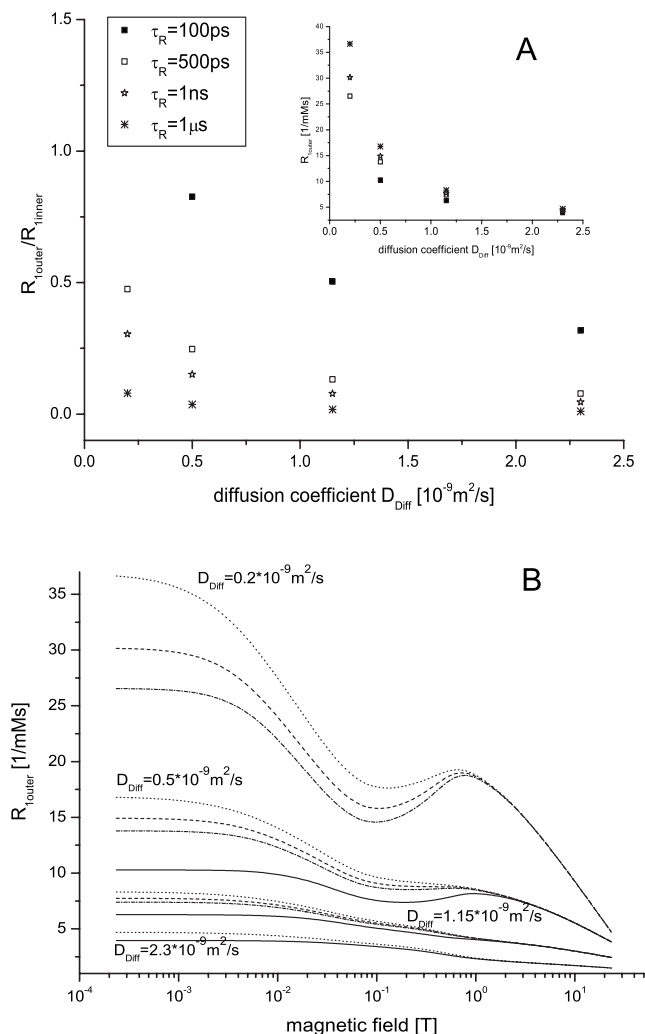 τR=100ps
τR=500ps
τR=1ns
τR=1μs
A
1.5
1.0
0.5
0.0
R1outer/R1inner
0.0 0.5 1.0 1.5 2.0 2.5
diffusion coefficient DDiff [10-9m2/s]
40
35
30
25
20
15
10
5
R1outer [1/mMs]
0.0 0.5 1.0 1.5 2.0 2.5
diffusion coefficient DDiff [10-9m2/s]
B
DDiff=0.2*10-9m2/s
DDiff=0.5*10-9m2/s
DDiff=1.15*10-9m2/s
DDiff=2.3*10-9m2/s
35
30
25
20
15
10
5
R1outer [1/mMs]
10-4 10-3 10-2 10-1 100 101
magnetic field [T]